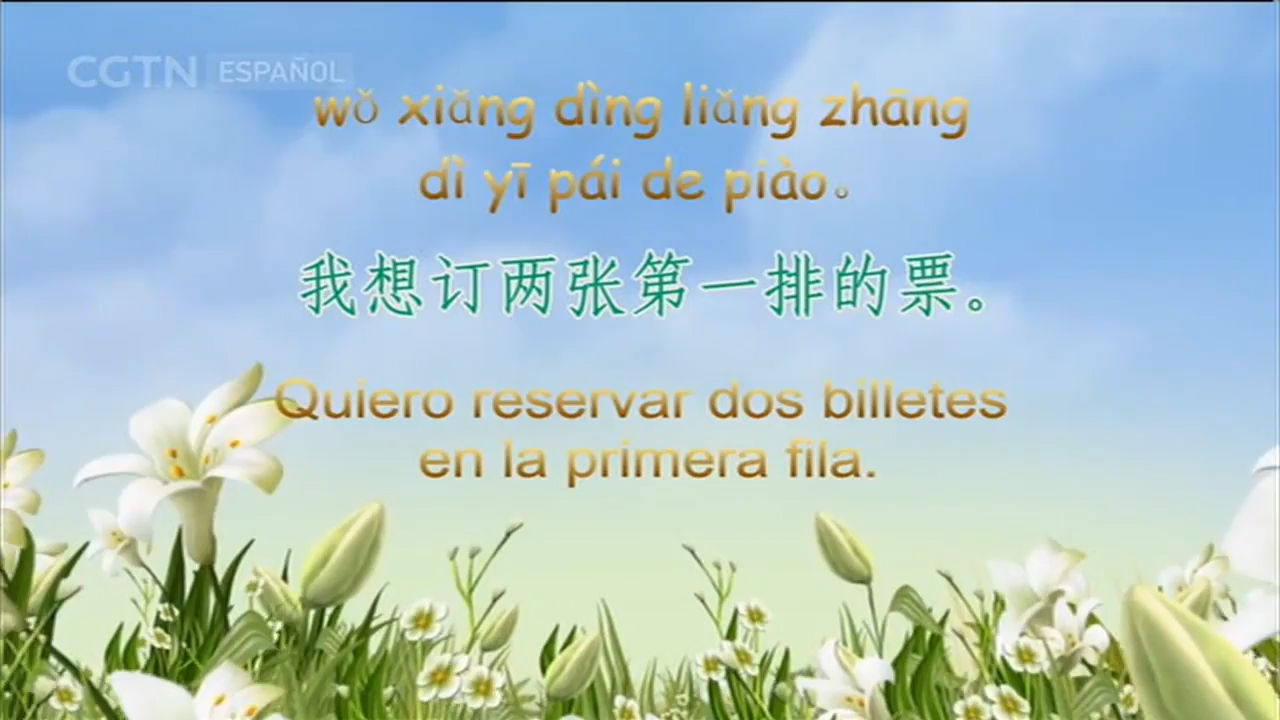 CGTN ESPAÑOL
wǒ xiǎng dìng liǎng zhāng
dì yī pái de piào。
我想订两张第一排的票。
Quiero reservar dos billetes
en la primera fila.